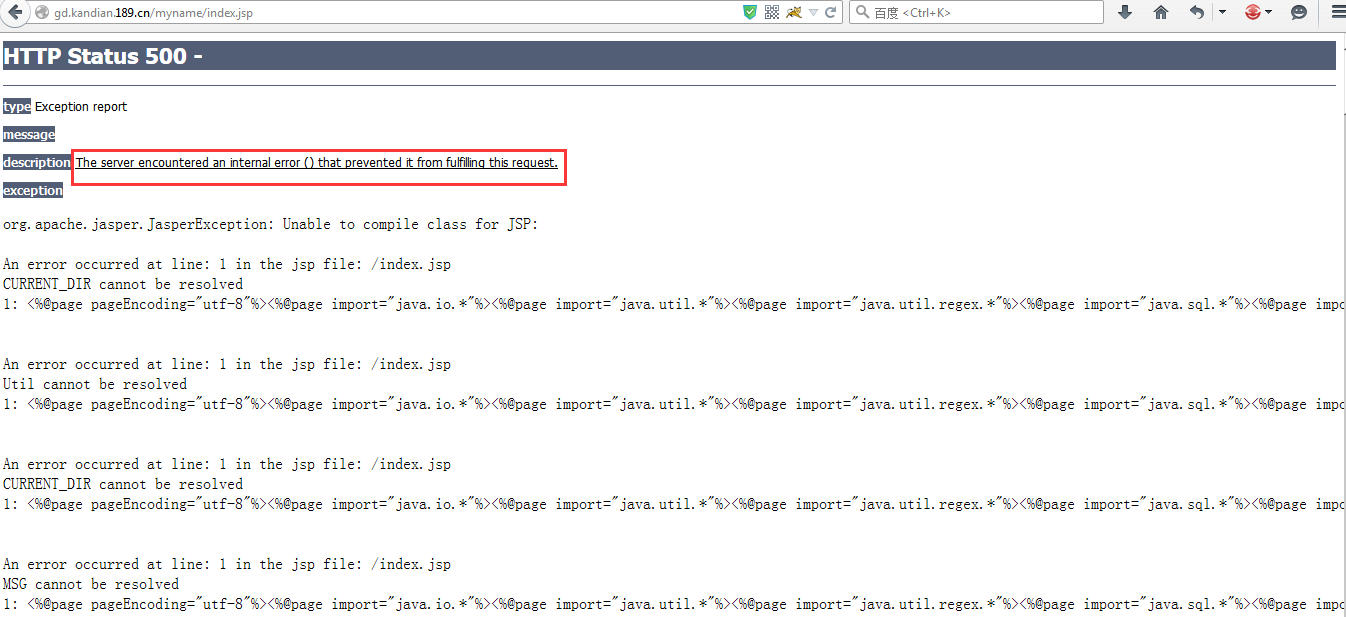 gd.kandian.189.cn/myname/index.jsp
百度 <Ctrl+K>
HTTP Status 500 -
type Exception report
message
description The server encountered an internal error () that prevented it from fulfilling this request.
exception
org.apache.jasper.JasperException: Unable to compile class for JSP:
An error occurred at line: 1 in the jsp file: /index.jsp
CURRENT_DIR cannot be resolved
1: <%@page pageEncoding="utf-8"%><%@page import="java.io.*"%><%@page import="java.util.*"%><%@page import="java.util.regex.*"%><%@page import="java.sql.*"%><%@page impo
An error occurred at line: 1 in the jsp file: /index.jsp
Util cannot be resolved
1: <%@page pageEncoding="utf-8"%><%@page import="java.io.*"%><%@page import="java.util.*"%><%@page import="java.util.regex.*"%><%@page import="java.sql.*"%><%@page impo
An error occurred at line: 1 in the jsp file: /index.jsp
CURRENT_DIR cannot be resolved
1: <%@page pageEncoding="utf-8"%><%@page import="java.io.*"%><%@page import="java.util.*"%><%@page import="java.util.regex.*"%><%@page import="java.sql.*"%><%@page impo
An error occurred at line: 1 in the jsp file: /index.jsp
MSG cannot be resolved
1: <%@page pageEncoding="utf-8"%><%@page import="java.io.*"%><%@page import="java.util.*"%><%@page import="java.util.regex.*"%><%@page import="java.sql.*"%><%@page impo